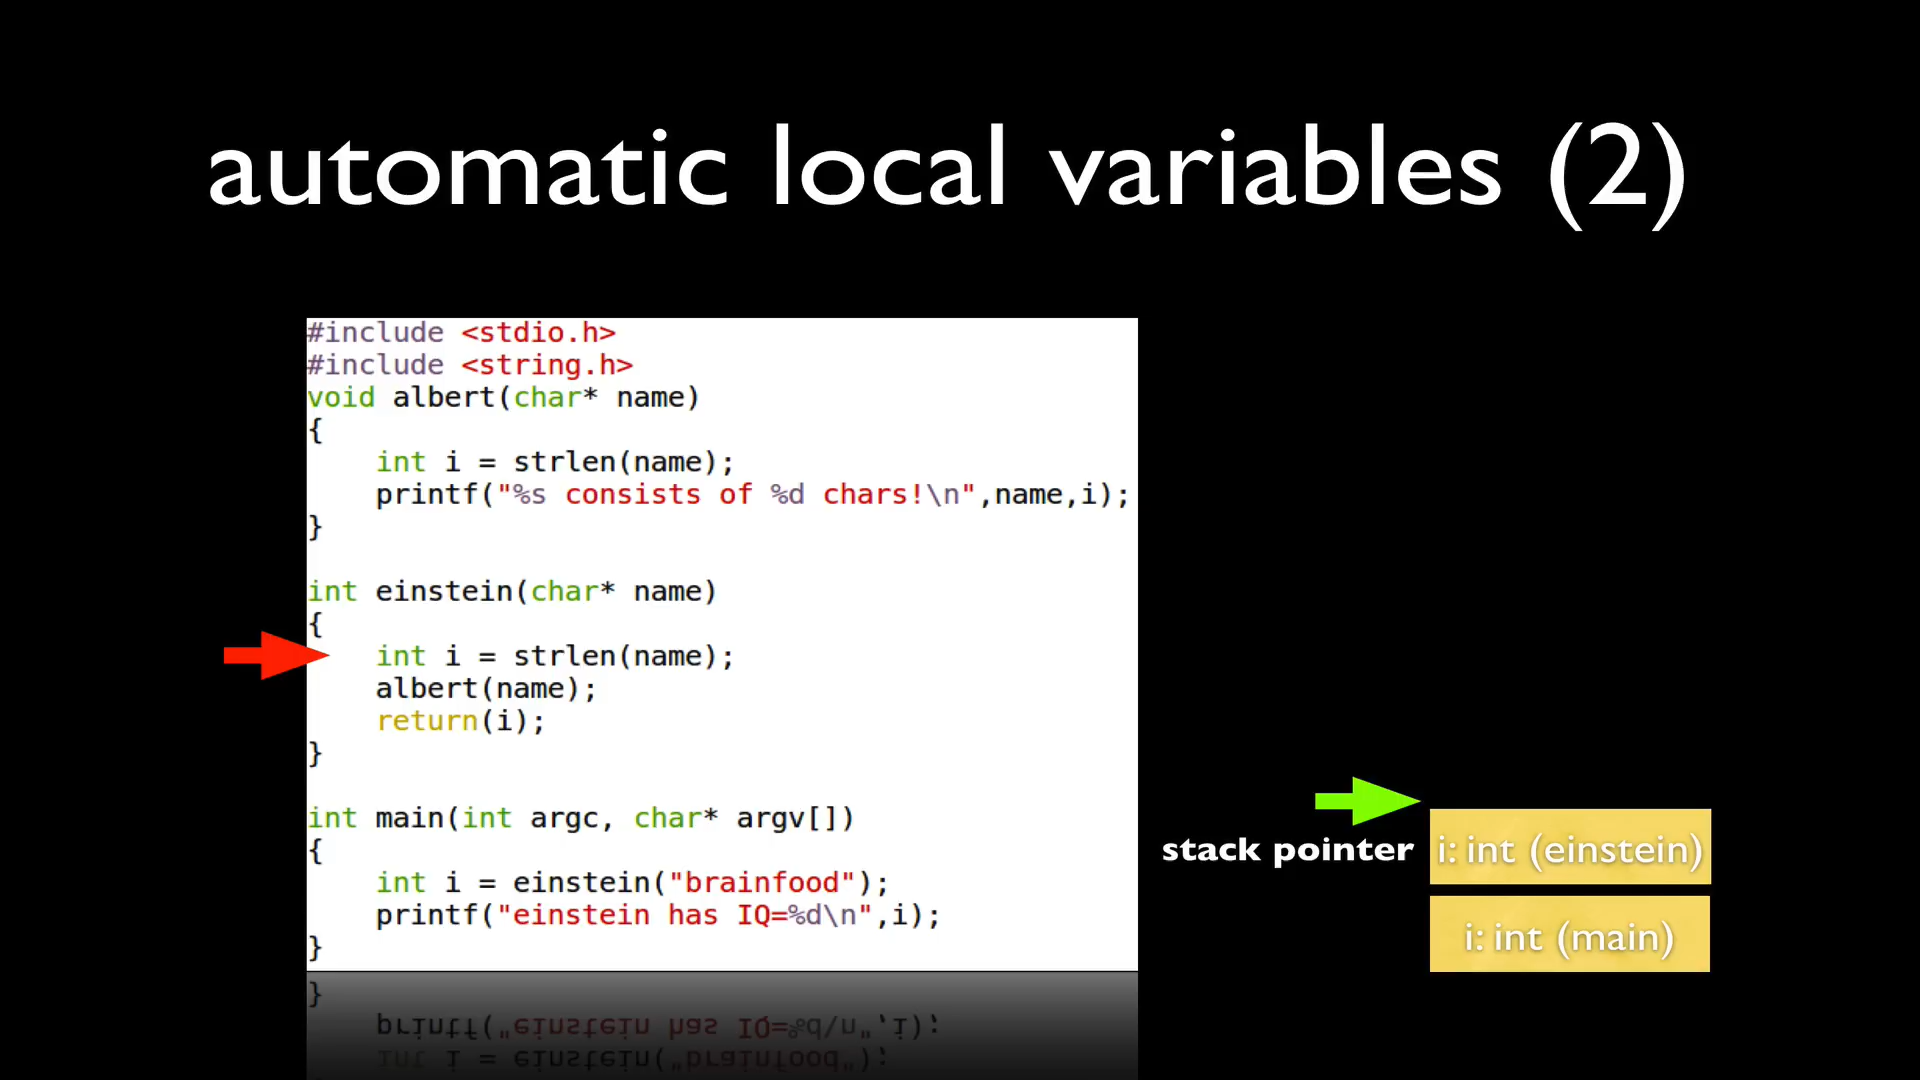 automatic local variables (2)
#include <stdio.h>
#include <string.h>
void albert(char* name)
{
    int i = strlen(name);
    printf("%s consists of %d chars!\n",name,i);
}

int einstein(char* name)
{
    int i = strlen(name);
    albert(name);
    return(i);
}

int main(int argc, char* argv[])
{
    int i = einstein("brainfood");
    printf("einstein has IQ=%d\n",i);
}
stack pointer
i: int (einstein)
i: int (main)